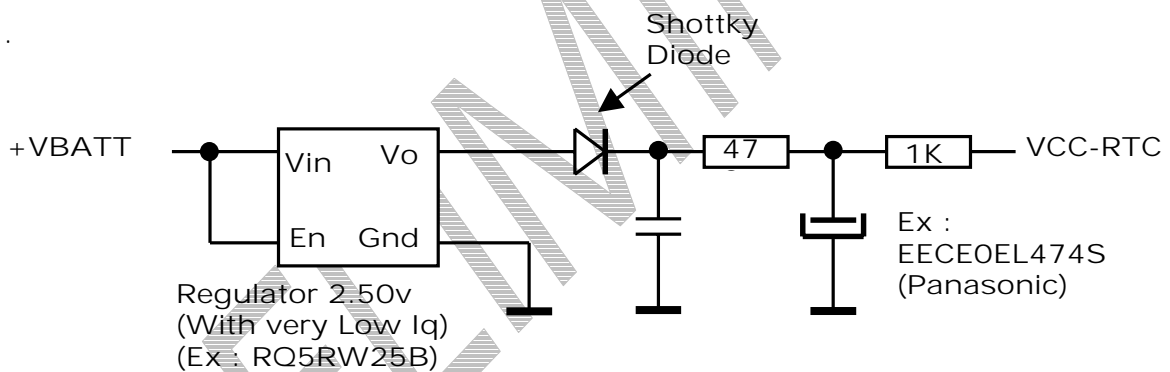 Shottky
Diode
+VBATT
Vin
Vo
47
1K
VCC-RTC
En
Gnd
Ex :
EECE0EL474S
(Panasonic)
Regulator 2.50v
(With very Low Iq)
(Ex : RQ5RW25B)